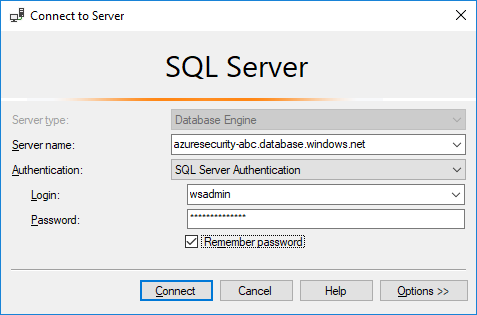 Connect to Server
SQL Server
Server type:
Database Engine
Server name:
azuresecurity-abc.database.windows.net
Authentication:
SQL Server Authentication
Login:
wsadmin
Password:
**************
Remember password
Connect
Cancel
Help
Options >>